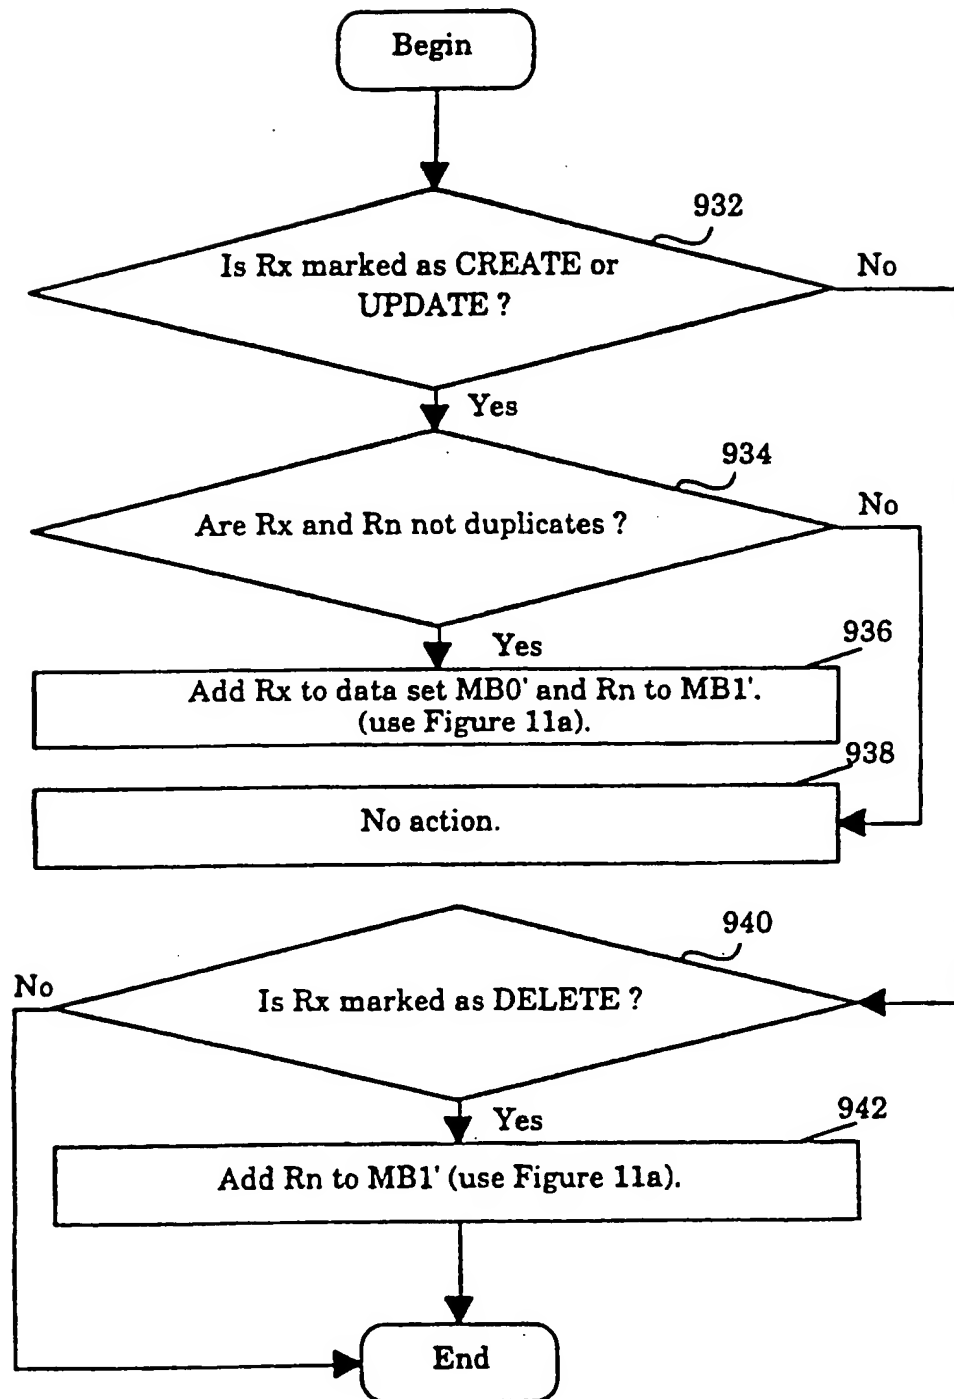 Begin
932
Is Rx marked as CREATE or
UPDATE ?
No
Yes
934
Are Rx and Rn not duplicates ?
No
Yes
936
Add Rx to data set MB0' and Rn to MB1'.
(use Figure 11a).
938
No action.
940
No
Is Rx marked as DELETE ?
Yes
942
Add Rn to MB1' (use Figure 11a).
End